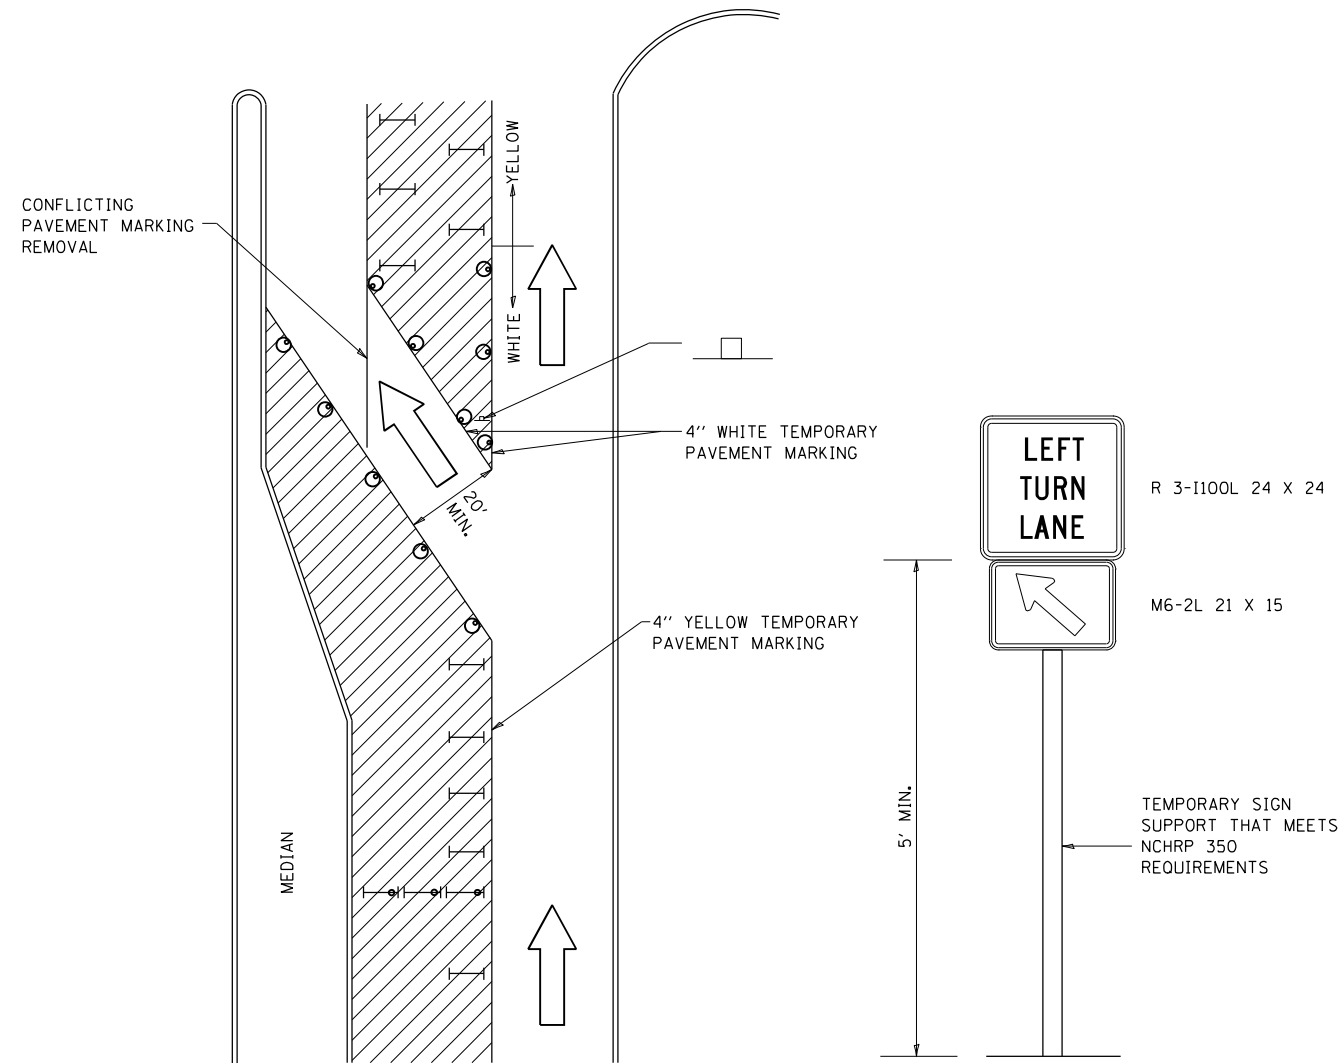 CONFLICTING
PAVEMENT MARKING
REMOVAL
YELLOW
WHITE
20'
MIN.
4'' WHITE TEMPORARY
PAVEMENT MARKING
4'' YELLOW TEMPORARY
PAVEMENT MARKING
MEDIAN
LEFT
TURN
LANE
R 3-I100L 24 X 24
M6-2L 21 X 15
5' MIN.
TEMPORARY SIGN
SUPPORT THAT MEETS
NCHRP 350
REQUIREMENTS